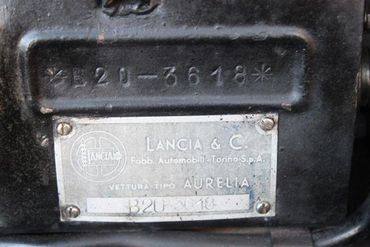 *B20-3618*
LANCIA & C.
Fabb. Automobili - Torino - S.p.A.
LANCIA
VETTURA TIPO AURELIA
B20